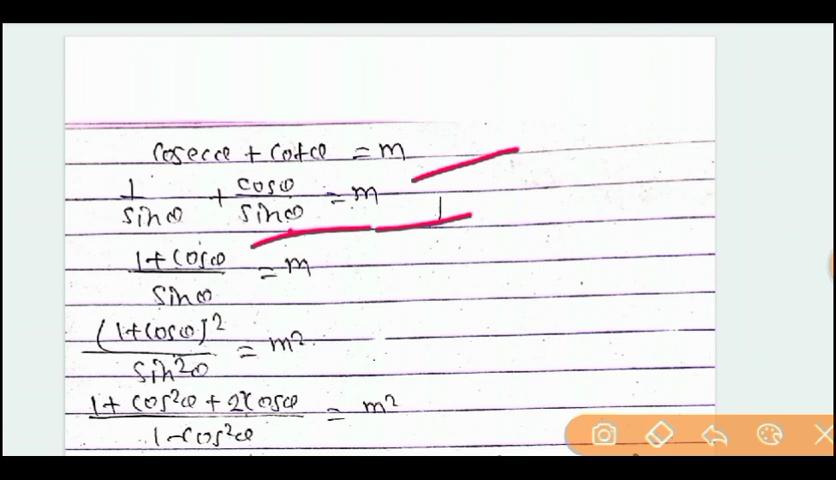 cosecθ + cotθ = m
1/sinθ + cosθ/sinθ = m
1+cosθ/sinθ = m
(1+cosθ)²/sin²θ = m²
1+cos²θ+2cosθ/1-cos²θ = m²